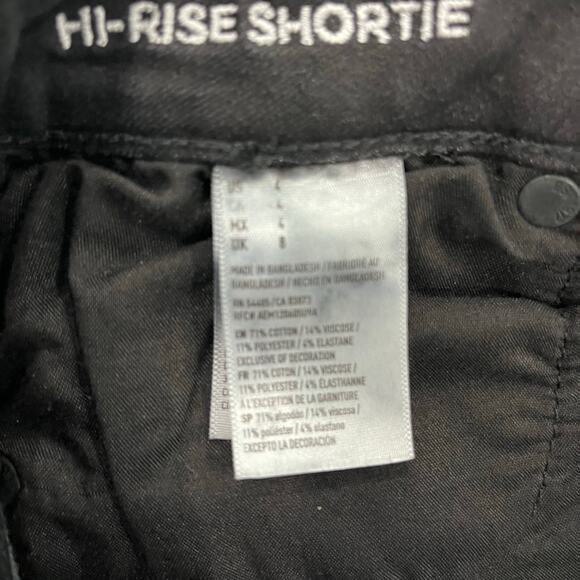 HI-RISE SHORTIE
US 4
CA 4
MX 4
UK 8
MADE IN BANGLADESH / FABRIQUÉ AU
BANGLADESH / HECHO EN BANGLADESH
RN 54485 / CA 03873
RFC#
EN 71% COTTON / 14% VISCOSE /
11% POLYESTER / 4% ELASTANE
EXCLUSIVE OF DECORATION
FR 71% COTON / 14% VISCOSE /
11% POLYESTER / 4% ÉLASTHANNE
À L'EXCEPTION DE LA GARNITURE
SP 71% algodón / 14% viscosa /
11% poliéster / 4% elastano
EXCEPTO LA DECORACIÓN